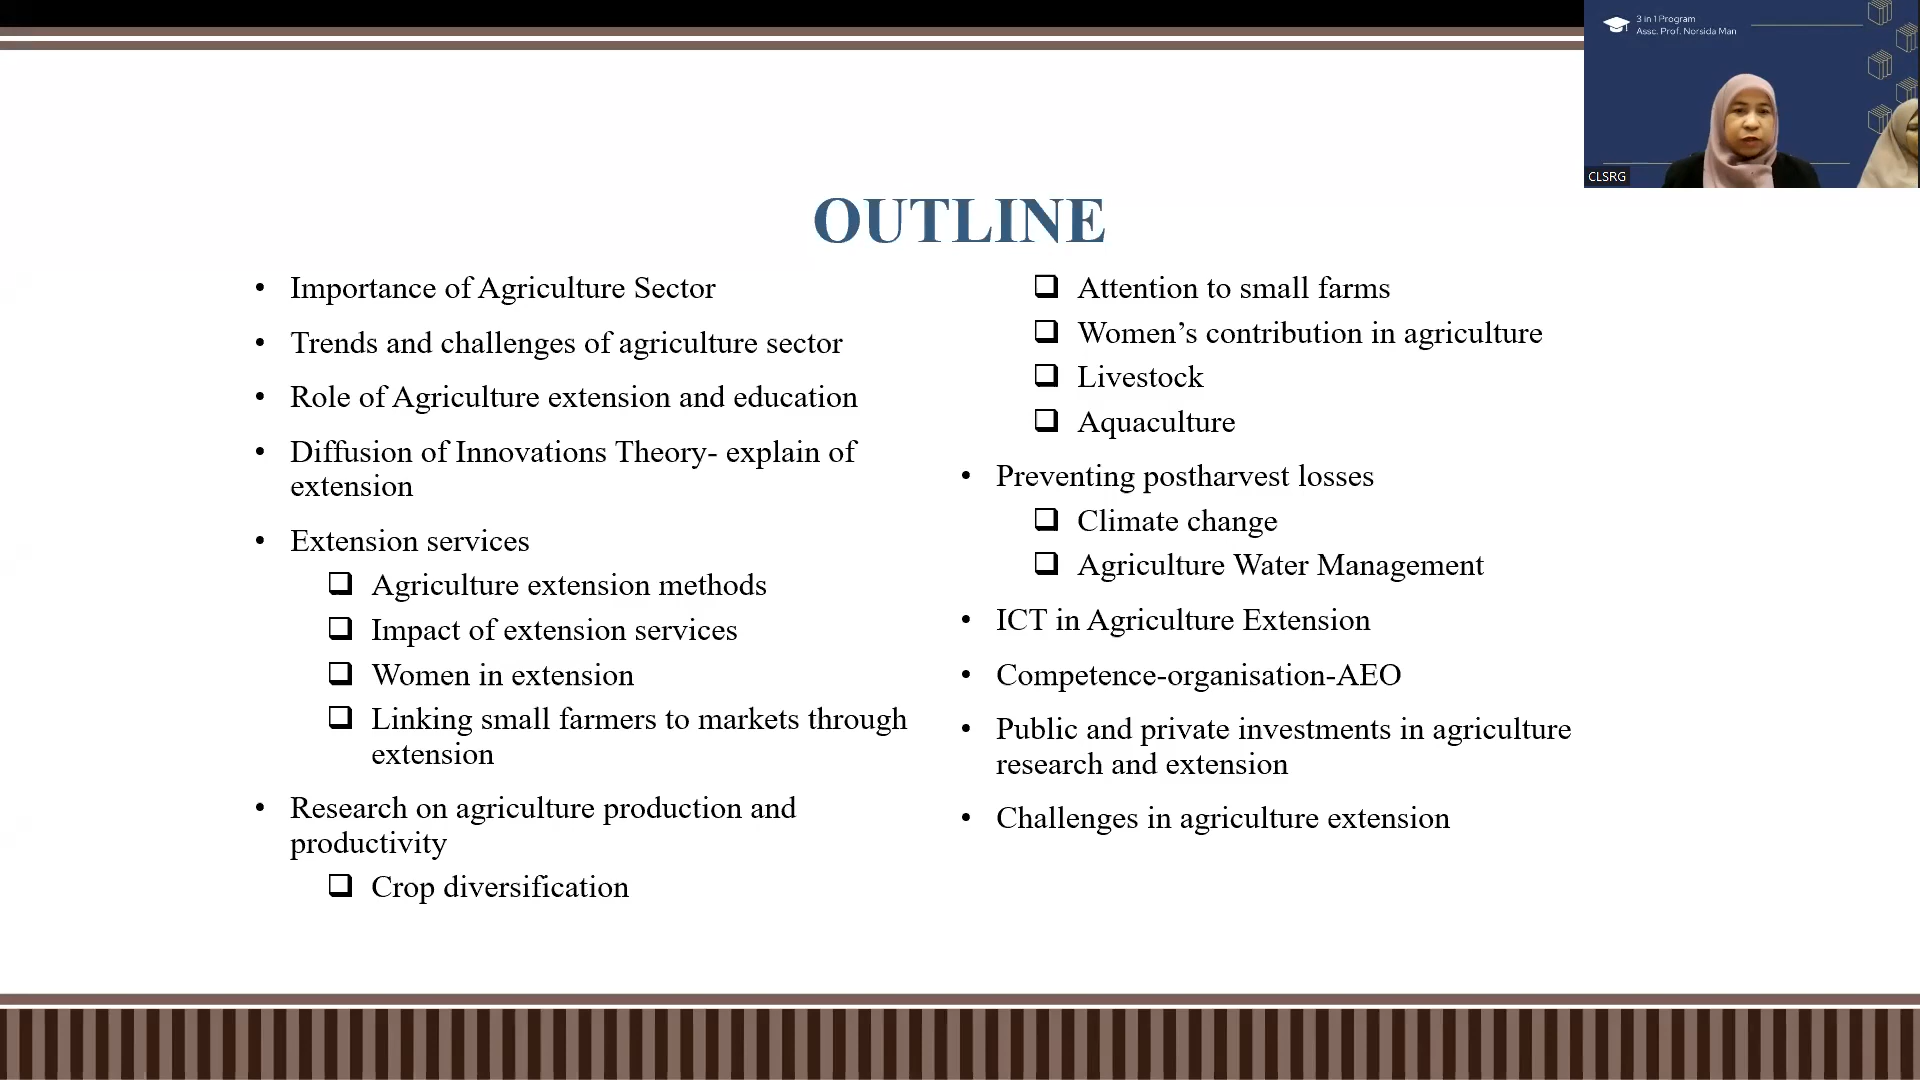 3 in 1 Program
Assc. Prof. Norsida Man
CLSRG
OUTLINE
• Importance of Agriculture Sector
• Trends and challenges of agriculture sector
• Role of Agriculture extension and education
• Diffusion of Innovations Theory- explain of
extension
• Extension services
❑ Agriculture extension methods
❑ Impact of extension services
❑ Women in extension
❑ Linking small farmers to markets through
extension
• Research on agriculture production and
productivity
❑ Crop diversification
❑ Attention to small farms
❑ Women’s contribution in agriculture
❑ Livestock
❑ Aquaculture
• Preventing postharvest losses
❑ Climate change
❑ Agriculture Water Management
• ICT in Agriculture Extension
• Competence-organisation-AEO
• Public and private investments in agriculture
research and extension
• Challenges in agriculture extension